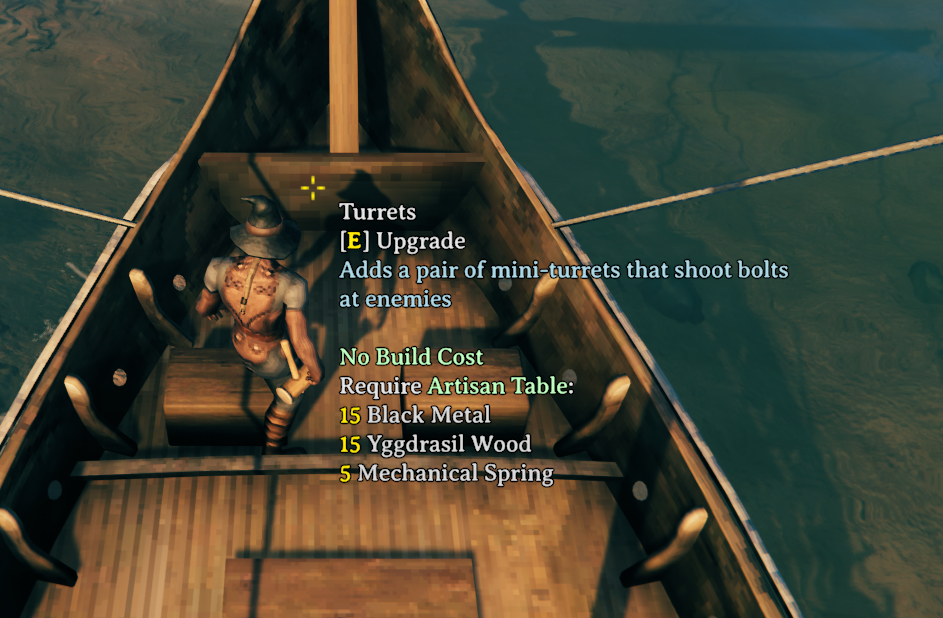 Turrets
[E] Upgrade
Adds a pair of mini-turrets that shoot bolts
at enemies
No Build Cost
Require Artisan Table:
15 Black Metal
15 Yggdrasil Wood
5 Mechanical Spring